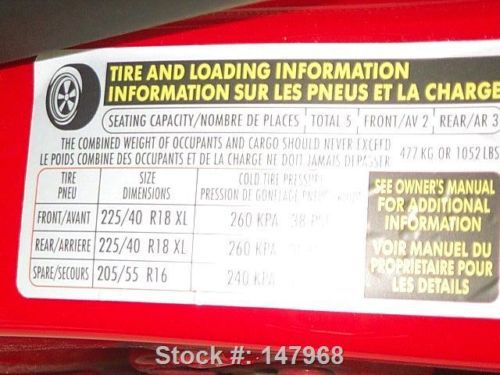 TIRE AND LOADING INFORMATION
INFORMATION SUR LES PNEUS ET LA CHARGE
SEATING CAPACITY/NOMBRE DE PLACES TOTAL 5 FRONT/AV 2 REAR/AR 3
THE COMBINED WEIGHT OF OCCUPANTS AND CARGO SHOULD NEVER EXCEED
LE POIDS COMBINE DES OCCUPANTS ET DE LA CHARGE NE DOIT JAMAIS DEPASSER 477 KG OR 1052 LBS
TIRE SIZE COLD TIRE PRESSURE
PNEU DIMENSIONS PRESSION DE GONFLAGE
FRONT/AVANT 225/40 R18 XL 260 KPA 38
REAR/ARRIERE 225/40 R18 XL 260 KPA
SPARE/SECOURS 205/55 R16 240 KPA
SEE OWNER'S MANUAL
FOR ADDITIONAL
INFORMATION
VOIR MANUEL DU
PROPRIETAIRE POUR
LES DETAILS
Stock #: 147968